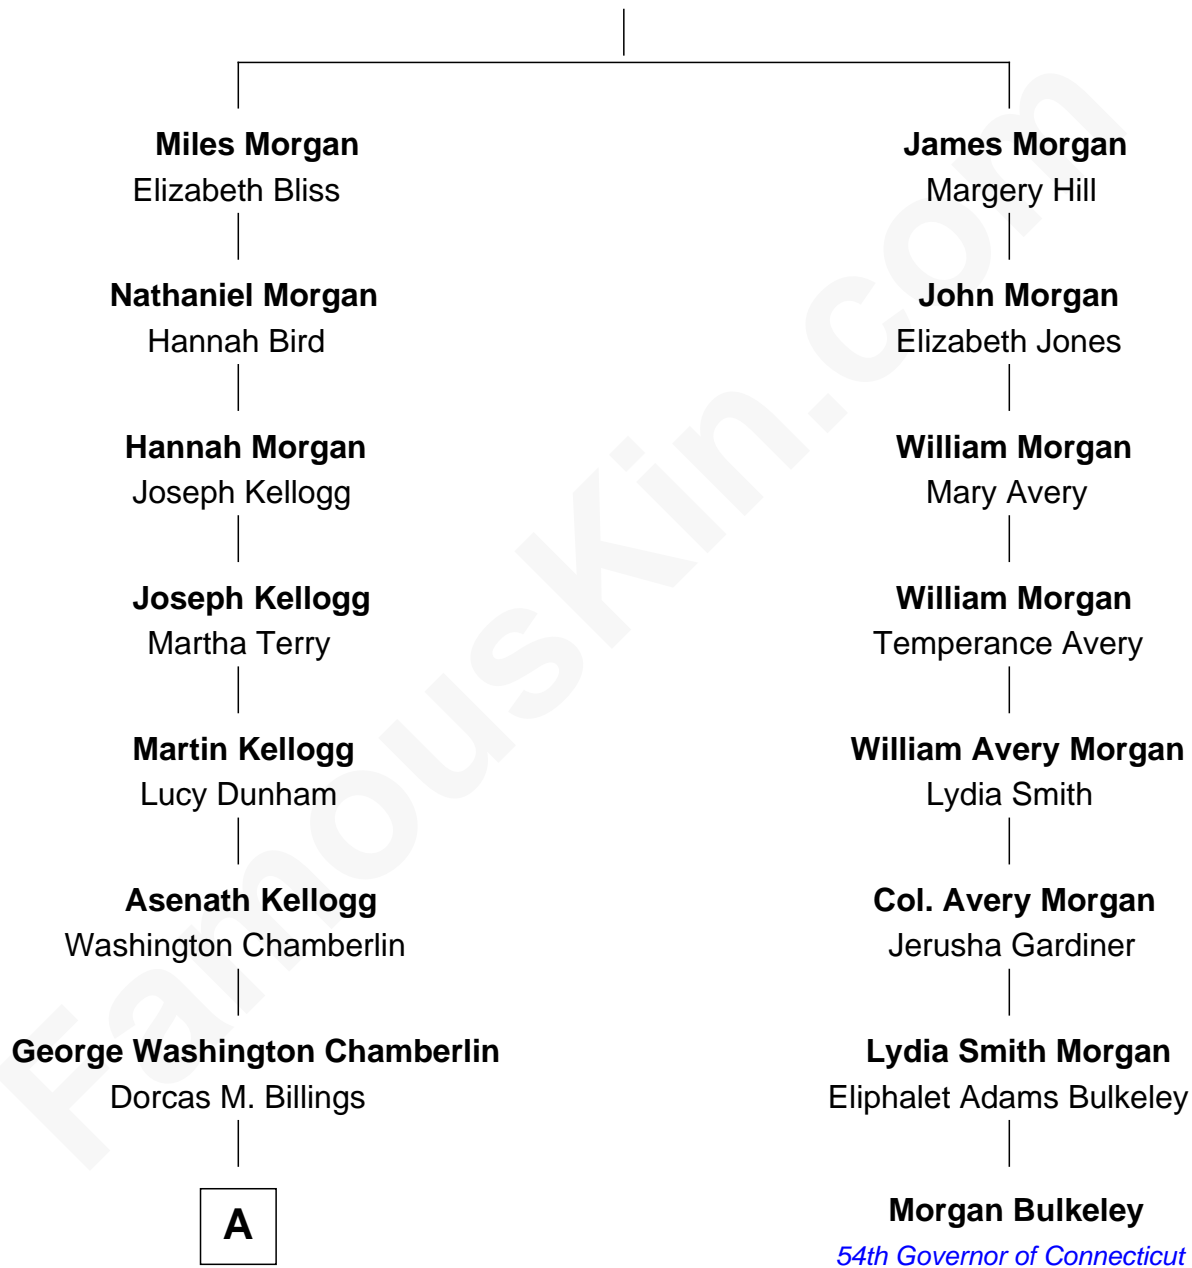 Miles Morgan
Elizabeth Bliss
Nathaniel Morgan
Hannah Bird
Hannah Morgan
Joseph Kellogg
Joseph Kellogg
Martha Terry
Martin Kellogg
Lucy Dunham
Asenath Kellogg
Washington Chamberlin
George Washington Chamberlin
Dorcas M. Billings
A
James Morgan
Margery Hill
John Morgan
Elizabeth Jones
William Morgan
Mary Avery
William Morgan
Temperance Avery
William Avery Morgan
Lydia Smith
Col. Avery Morgan
Jerusha Gardiner
Lydia Smith Morgan
Eliphalet Adams Bulkeley
Morgan Bulkeley
54th Governor of Connecticut
FamousKin.com